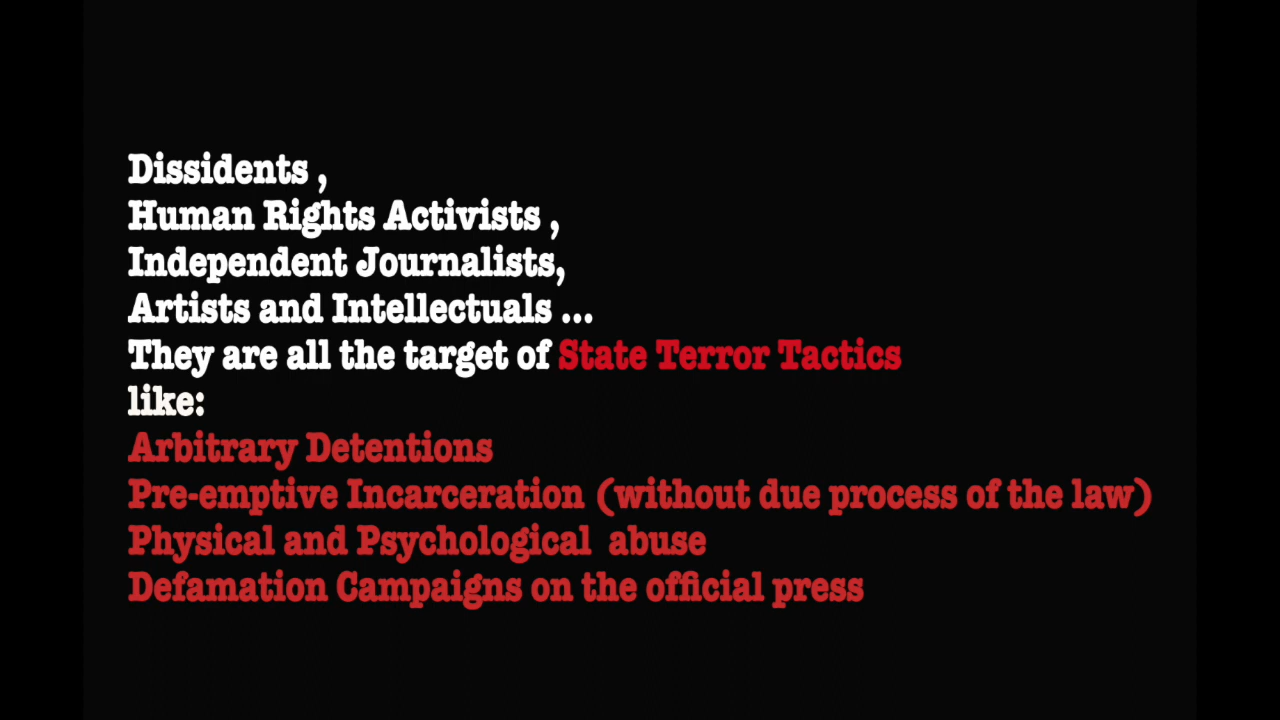 Dissidents ,
Human Rights Activists ,
Independent Journalists,
Artists and Intellectuals ...
They are all the target of State Terror Tactics
like:
Arbitrary Detentions
Pre-emptive Incarceration (without due process of the law)
Physical and Psychological  abuse
Defamation Campaigns on the official press